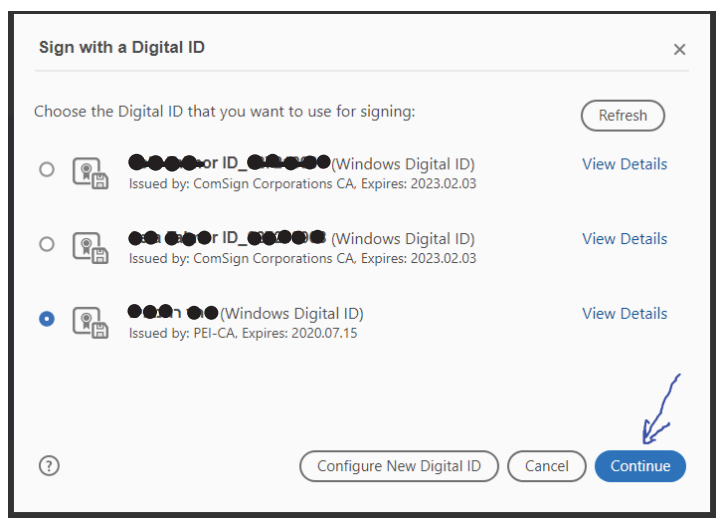 Sign with a Digital ID
Choose the Digital ID that you want to use for signing:
Refresh
ID_ (Windows Digital ID)
View Details
Issued by: ComSign Corporations CA, Expires: 2023.02.03
ID_ (Windows Digital ID)
View Details
Issued by: ComSign Corporations CA, Expires: 2023.02.03
(Windows Digital ID)
View Details
Issued by: PEI-CA, Expires: 2020.07.15
?
Configure New Digital ID
Cancel
Continue